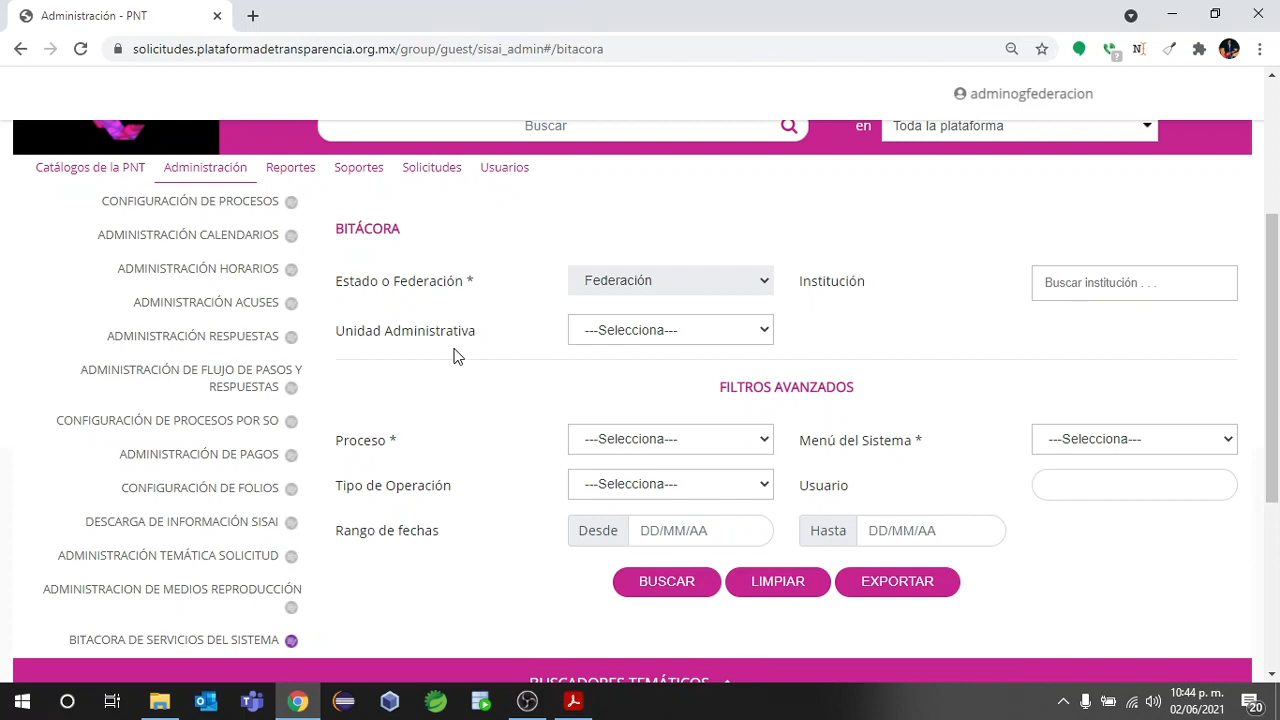 Administración - PNT
solicitudes.plataformadetransparencia.org.mx/group/guest/sisai_admin#/bitacora
adminogfederacion
Buscar
en
Toda la plataforma
Catálogos de la PNT
Administración
Reportes
Soportes
Solicitudes
Usuarios
CONFIGURACIÓN DE PROCESOS
ADMINISTRACIÓN CALENDARIOS
ADMINISTRACIÓN HORARIOS
ADMINISTRACIÓN ACUSES
ADMINISTRACIÓN RESPUESTAS
ADMINISTRACIÓN DE FLUJO DE PASOS Y
RESPUESTAS
CONFIGURACIÓN DE PROCESOS POR SO
ADMINISTRACIÓN DE PAGOS
CONFIGURACIÓN DE FOLIOS
DESCARGA DE INFORMACIÓN SISAI
ADMINISTRACIÓN TEMÁTICA SOLICITUD
ADMINISTRACION DE MEDIOS REPRODUCCIÓN
BITACORA DE SERVICIOS DEL SISTEMA
BITÁCORA
Estado o Federación *
Federación
Institución
Buscar institución . . .
Unidad Administrativa
---Selecciona---
FILTROS AVANZADOS
Proceso *
---Selecciona---
Menú del Sistema *
---Selecciona---
Tipo de Operación
---Selecciona---
Usuario
Rango de fechas
Desde
DD/MM/AA
Hasta
DD/MM/AA
BUSCAR
LIMPIAR
EXPORTAR
BUSCADORES TEMÁTICOS
10:44 p. m.
02/06/2021
20